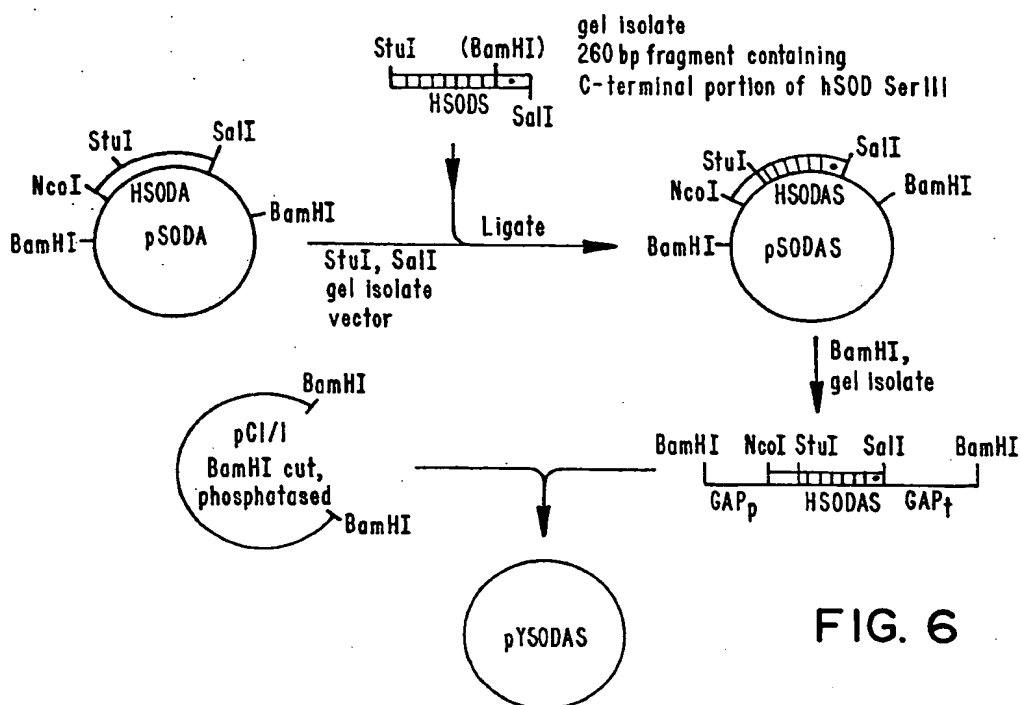 gel isolate
260 bp fragment containing
C-terminal portion of hSOD SerIII
StuI
(BamHI)
HSODS
SalI
StuI
SalI
NcoI
HSODA
BamHI
BamHI
pSODA
Ligate
StuI, SalI
gel isolate
vector
StuI
SalI
NcoI
HSODAS
BamHI
BamHI
pSODAS
BamHI,
gel isolate
BamHI
pC1/1
BamHI cut,
phosphatased
BamHI
BamHI
NcoI
StuI
SalI
BamHI
GAPp
HSODAS
GAPt
pYSODAS
FIG. 6